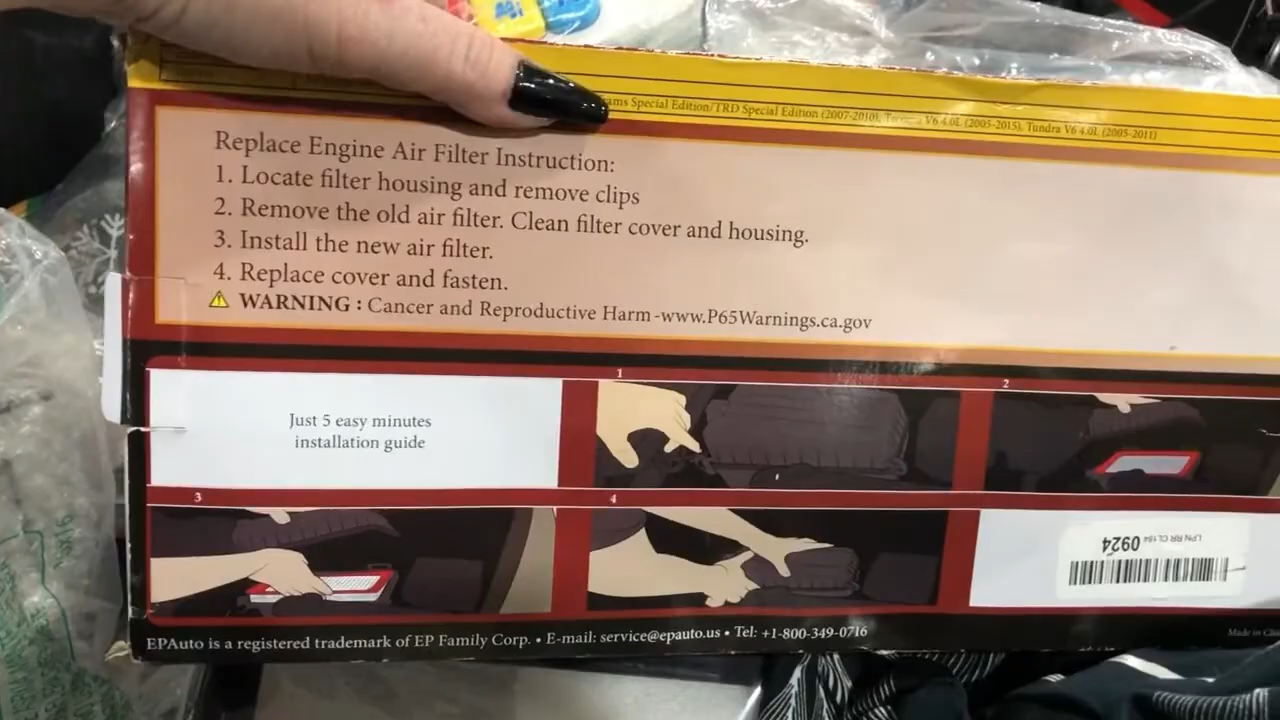 ams Special Edition/TRD Special Edition (2007-2010), V6 4.0L (2005-2015), Tundra V6 4.0L (2005-2011)
Replace Engine Air Filter Instruction:
1. Locate filter housing and remove clips
2. Remove the old air filter. Clean filter cover and housing.
3. Install the new air filter.
4. Replace cover and fasten.
WARNING : Cancer and Reproductive Harm -www.P65Warnings.ca.gov
1
2
Just 5 easy minutes
installation guide
3
4
LPN RR CL184 0924
EPAuto is a registered trademark of EP Family Corp. • E-mail: service@epauto.us • Tel: +1-800-349-0716
Made in